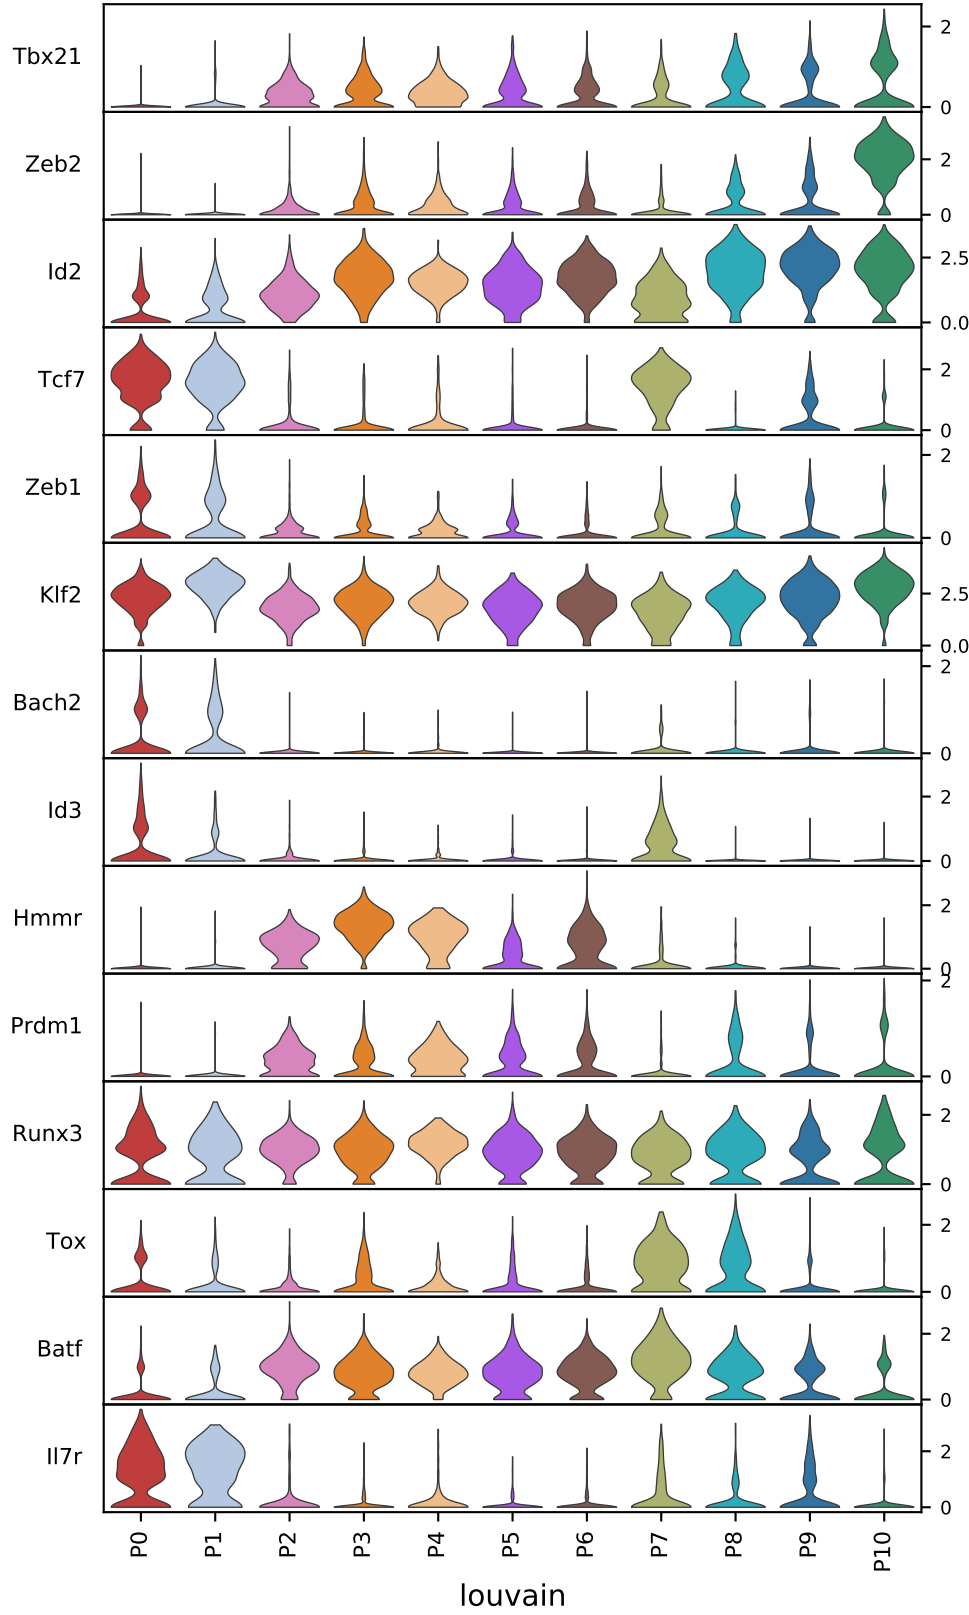 Tbx21 2 0
Zeb2 2 0
Id2 2.5 0.0
Tcf7 2 0
Zeb1 2 0
Klf2 2.5 0.0
Bach2 2 0
Id3 2 0
Hmmr 2 0
Prdm1 2 0
Runx3 2 0
Tox 2 0
Batf 2 0
Il7r 2 0
P0 P1 P2 P3 P4 P5 P6 P7 P8 P9 P10
louvain